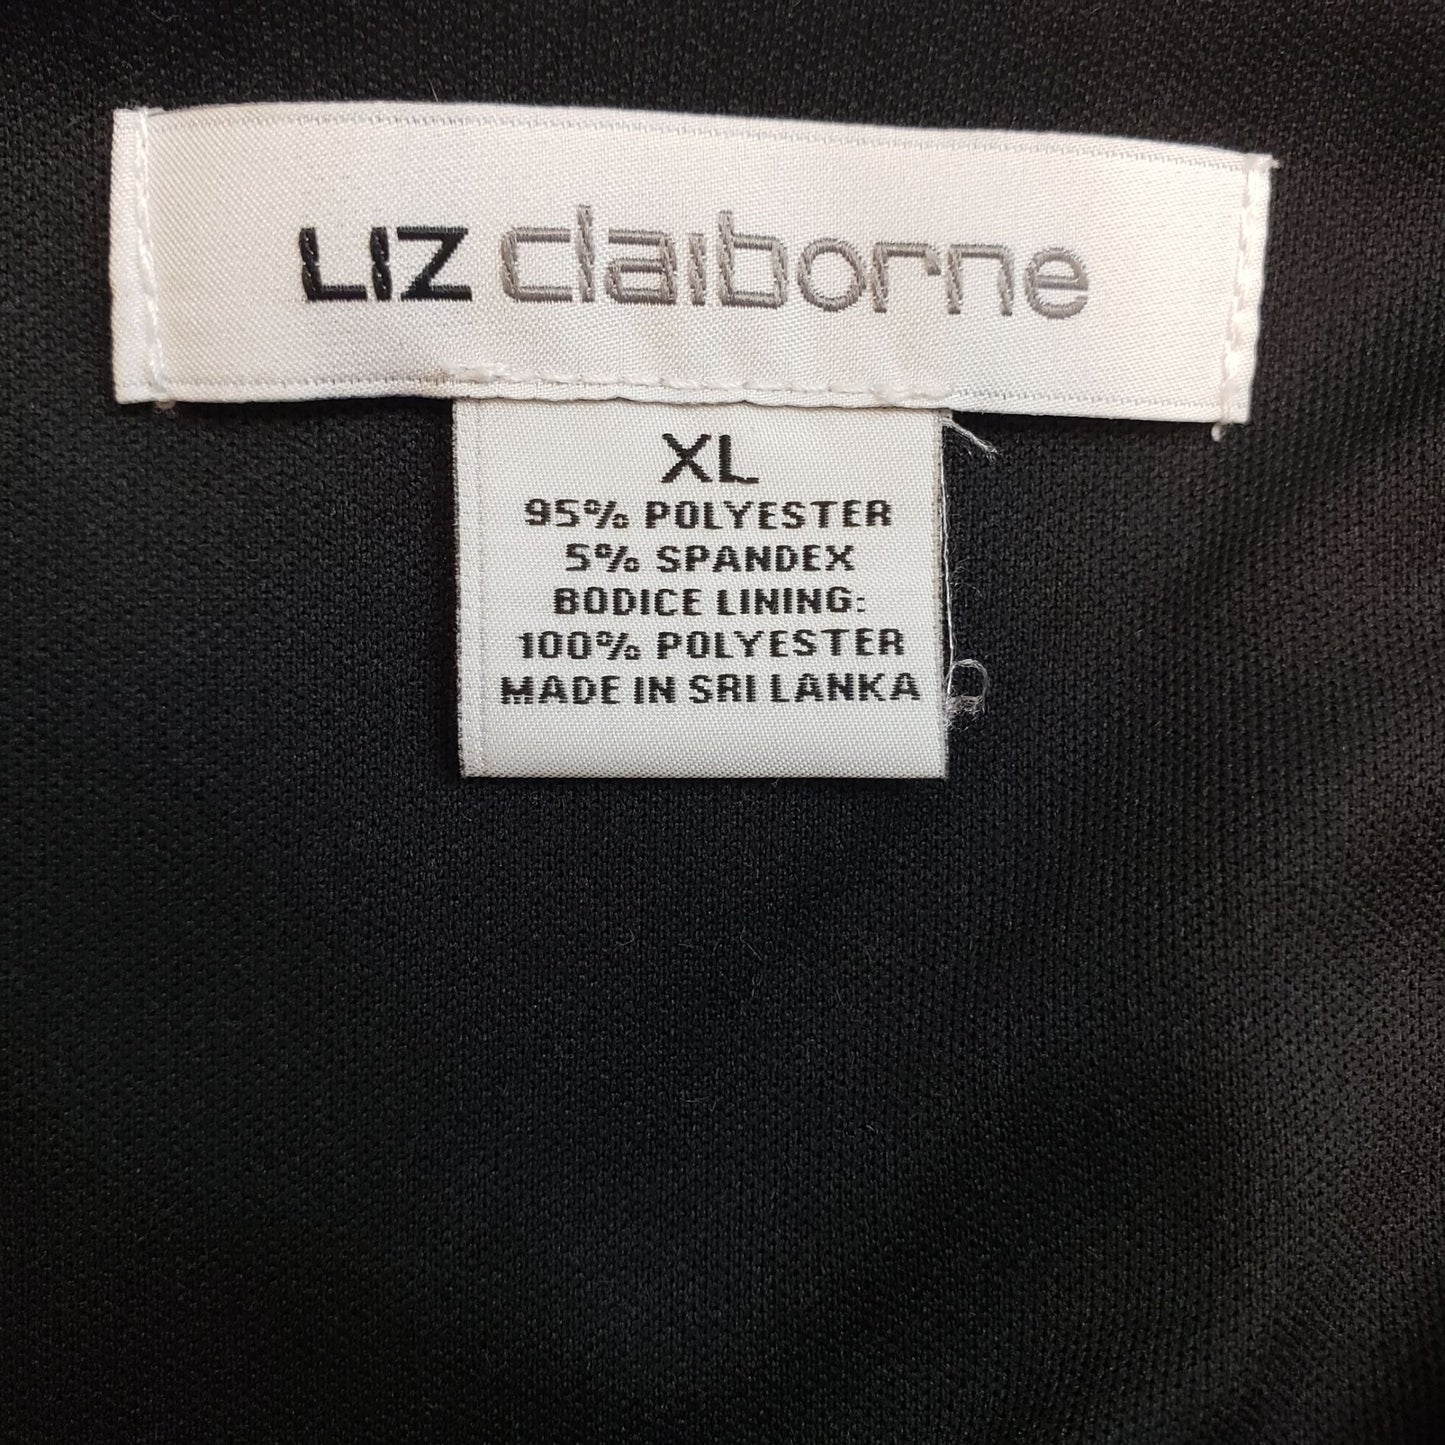 LIZ claiborne
XL
95% POLYESTER
5% SPANDEX
BODICE LINING:
100% POLYESTER
MADE IN SRI LANKA